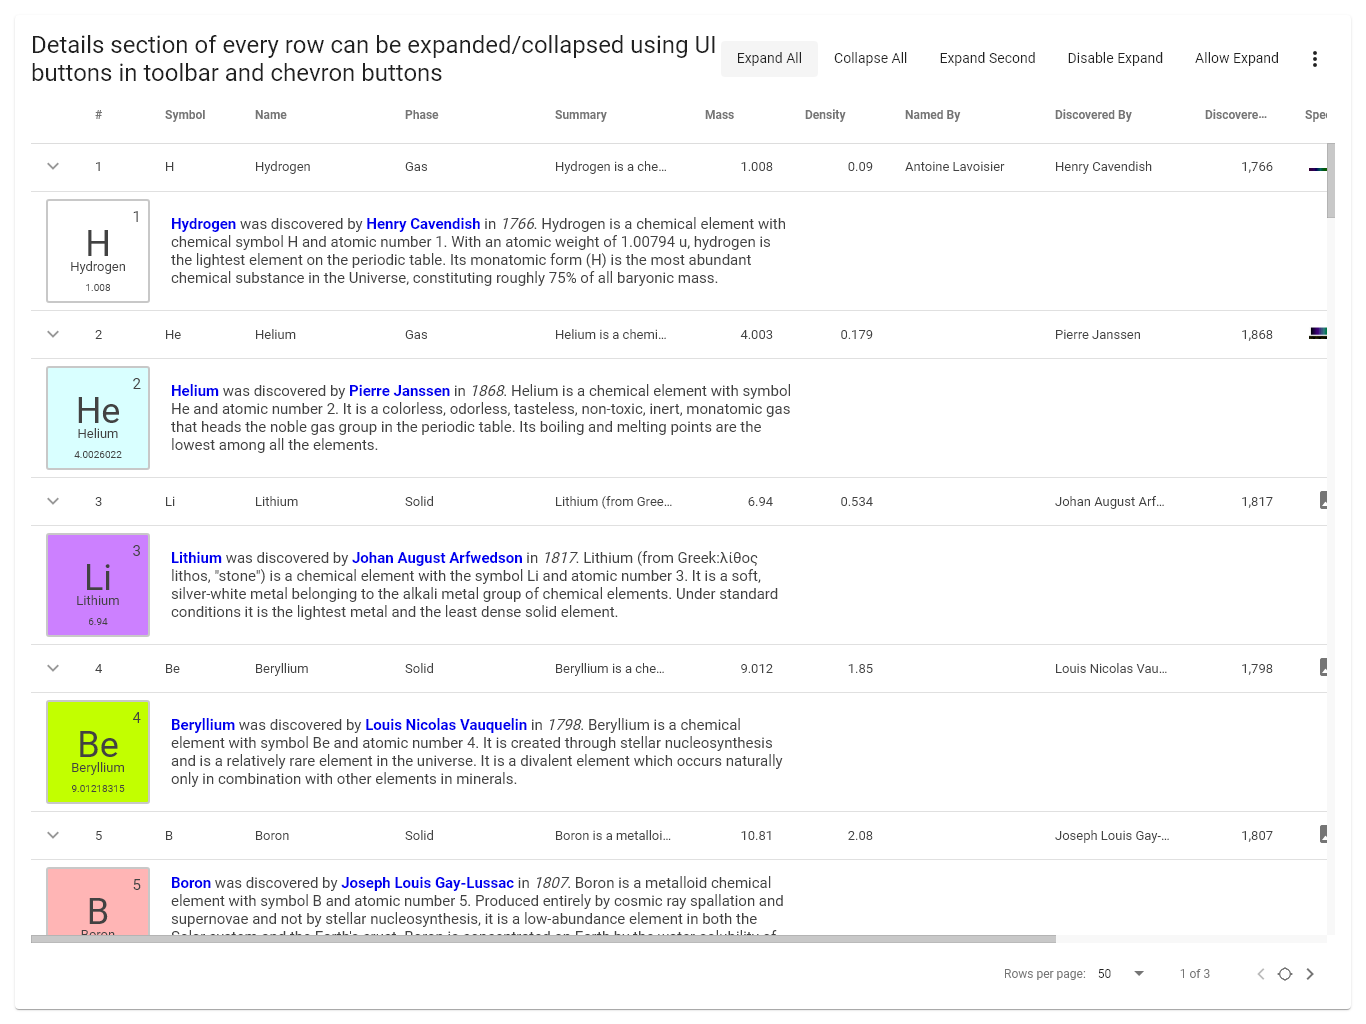 Details section of every row can be expanded/collapsed using UI
buttons in toolbar and chevron buttons
Expand All Collapse All Expand Second Disable Expand Allow Expand
# Symbol Name Phase Summary Mass Density Named By Discovered By Discovere... Spe
1 H Hydrogen Gas Hydrogen is a che... 1.008 0.09 Antoine Lavoisier Henry Cavendish 1,766
1
H
Hydrogen
1.008
Hydrogen was discovered by Henry Cavendish in 1766. Hydrogen is a chemical element with
chemical symbol H and atomic number 1. With an atomic weight of 1.00794 u, hydrogen is
the lightest element on the periodic table. Its monatomic form (H) is the most abundant
chemical substance in the Universe, constituting roughly 75% of all baryonic mass.
2 He Helium Gas Helium is a chemi... 4.003 0.179 Pierre Janssen 1,868
2
He
Helium
4.0026022
Helium was discovered by Pierre Janssen in 1868. Helium is a chemical element with symbol
He and atomic number 2. It is a colorless, odorless, tasteless, non-toxic, inert, monatomic gas
that heads the noble gas group in the periodic table. Its boiling and melting points are the
lowest among all the elements.
3 Li Lithium Solid Lithium (from Gree... 6.94 0.534 Johan August Arf... 1,817
3
Li
Lithium
6.94
Lithium was discovered by Johan August Arfwedson in 1817. Lithium (from Greek:λίθος
lithos, "stone") is a chemical element with the symbol Li and atomic number 3. It is a soft,
silver-white metal belonging to the alkali metal group of chemical elements. Under standard
conditions it is the lightest metal and the least dense solid element.
4 Be Beryllium Solid Beryllium is a che... 9.012 1.85 Louis Nicolas Vau... 1,798
4
Be
Beryllium
9.01218315
Beryllium was discovered by Louis Nicolas Vauquelin in 1798. Beryllium is a chemical
element with symbol Be and atomic number 4. It is created through stellar nucleosynthesis
and is a relatively rare element in the universe. It is a divalent element which occurs naturally
only in combination with other elements in minerals.
5 B Boron Solid Boron is a metalloi... 10.81 2.08 Joseph Louis Gay-... 1,807
5
B
Boron
Boron was discovered by Joseph Louis Gay-Lussac in 1807. Boron is a metalloid chemical
element with symbol B and atomic number 5. Produced entirely by cosmic ray spallation and
supernovae and not by stellar nucleosynthesis, it is a low-abundance element in both the
Solar system and the Earth's crust. Boron is concentrated on Earth by the water-solubility of
Rows per page: 50 1 of 3